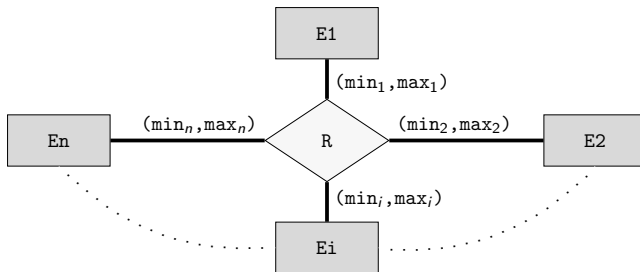 E1
(min₁,max₁)
En
(minₙ,maxₙ)
R
(min₂,max₂)
E2
(minᵢ,maxᵢ)
Ei